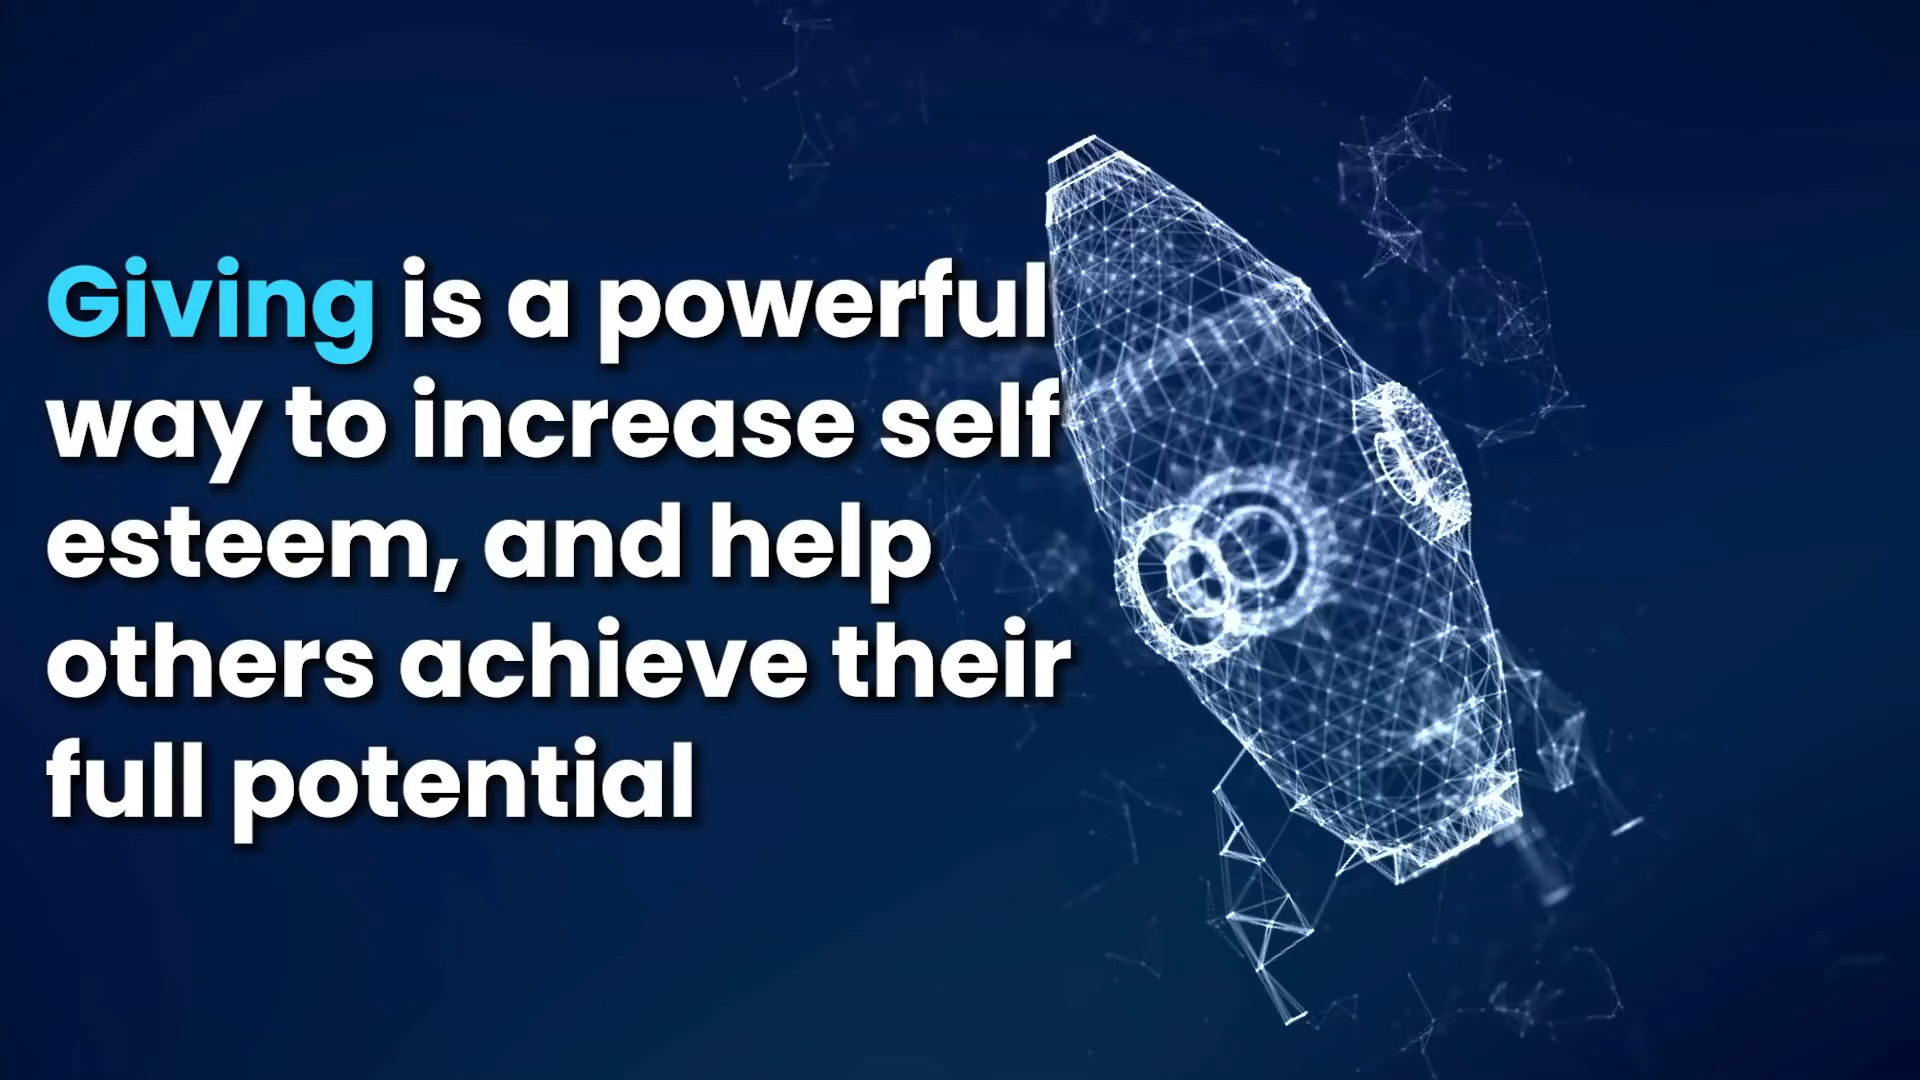 Giving is a powerful
way to increase self
esteem, and help
others achieve their
full potential